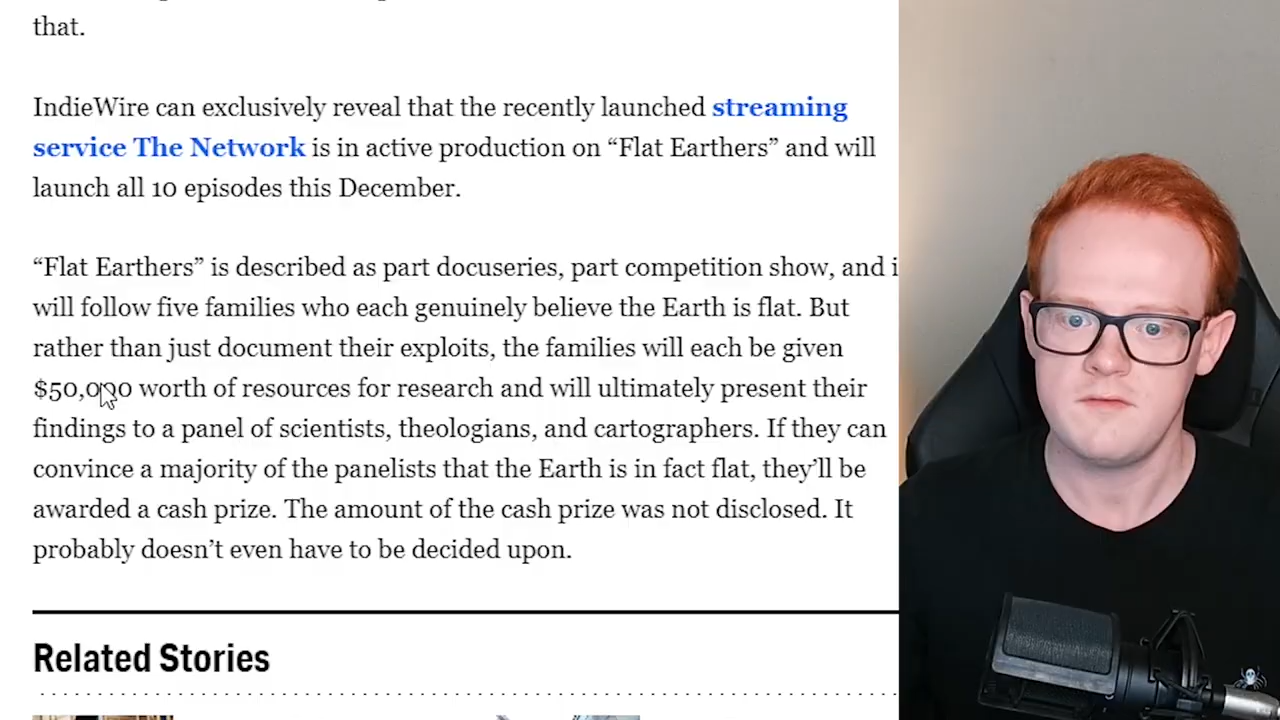 that.
IndieWire can exclusively reveal that the recently launched streaming
service The Network is in active production on “Flat Earthers” and will
launch all 10 episodes this December.
“Flat Earthers” is described as part docuseries, part competition show, and i
will follow five families who each genuinely believe the Earth is flat. But
rather than just document their exploits, the families will each be given
$50,000 worth of resources for research and will ultimately present their
findings to a panel of scientists, theologians, and cartographers. If they can
convince a majority of the panelists that the Earth is in fact flat, they’ll be
awarded a cash prize. The amount of the cash prize was not disclosed. It
probably doesn’t even have to be decided upon.
Related Stories